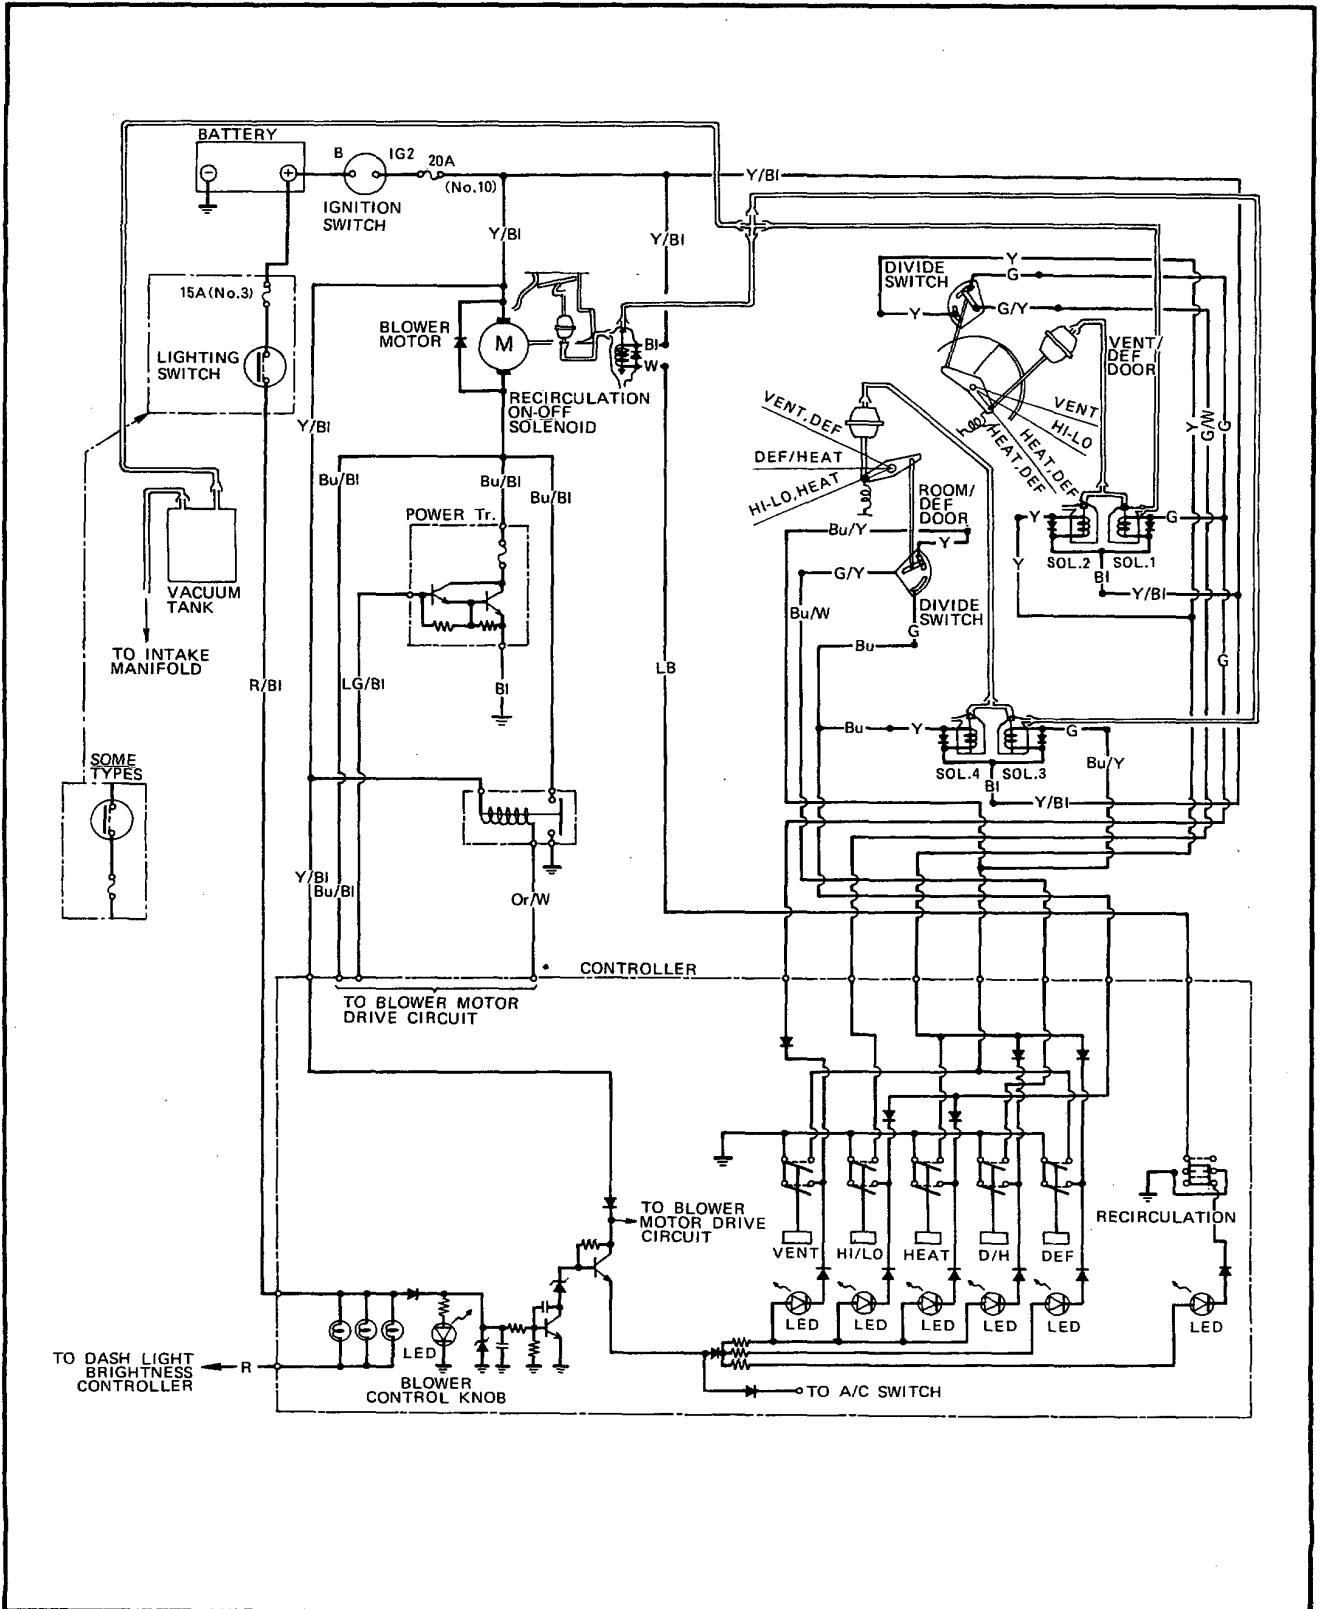 BATTERY
B
IG2
20A
(No.10)
Y/Bl
IGNITION
SWITCH
Y/Bl
Y/Bl
15A(No.3)
LIGHTING
SWITCH
BLOWER
MOTOR
M
Bl
W
RECIRCULATION
ON-OFF
SOLENOID
DIVIDE
SWITCH
Y
G
Y
G/Y
VENT/
DEF
DOOR
VENT
HI-LO
HEAT,DEF
HEAT,DEF
Y
G/W
G
VENT,DEF
DEF/HEAT
HI-LO,HEAT
ROOM/
DEF
DOOR
Y/Bl
Bu/Bl
Bu/Bl
Bu/Bl
POWER Tr.
Bu/Y
Y
G/Y
Bu/W
DIVIDE
SWITCH
G
Bu
Y
G
SOL.2
SOL.1
Y
Bl
Y/Bl
VACUUM
TANK
TO INTAKE
MANIFOLD
R/Bl
LG/Bl
Bl
LB
G
Bu
Y
G
SOL.4
SOL.3
Bu/Y
Bl
Y/Bl
SOME
TYPES
Y/Bl
Bu/Bl
Or/W
CONTROLLER
TO BLOWER MOTOR
DRIVE CIRCUIT
TO BLOWER
MOTOR DRIVE
CIRCUIT
VENT
HI/LO
HEAT
D/H
DEF
RECIRCULATION
LED
LED
LED
LED
LED
LED
LED
TO DASH LIGHT
BRIGHTNESS
CONTROLLER
R
BLOWER
CONTROL KNOB
TO A/C SWITCH